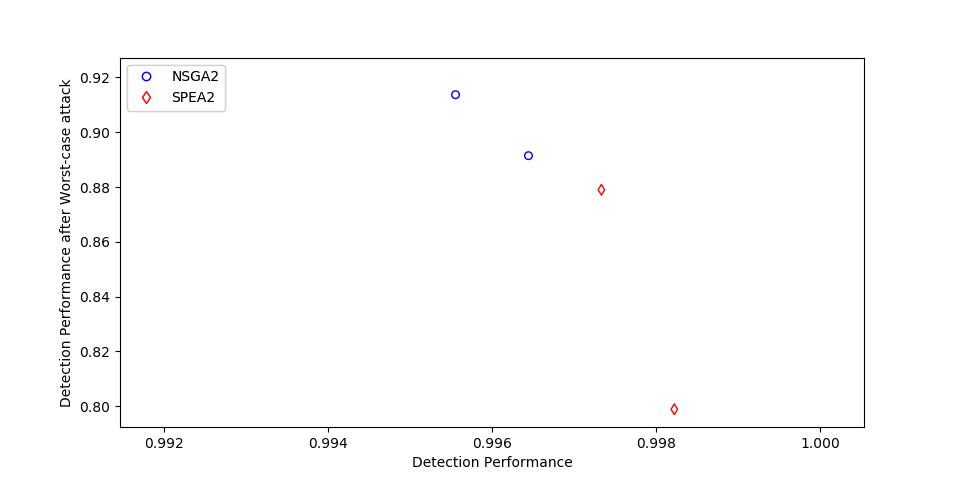 NSGA2
SPEA2
Detection Performance after Worst-case attack
0.92
0.90
0.88
0.86
0.84
0.82
0.80
0.992 0.994 0.996 0.998 1.000
Detection Performance